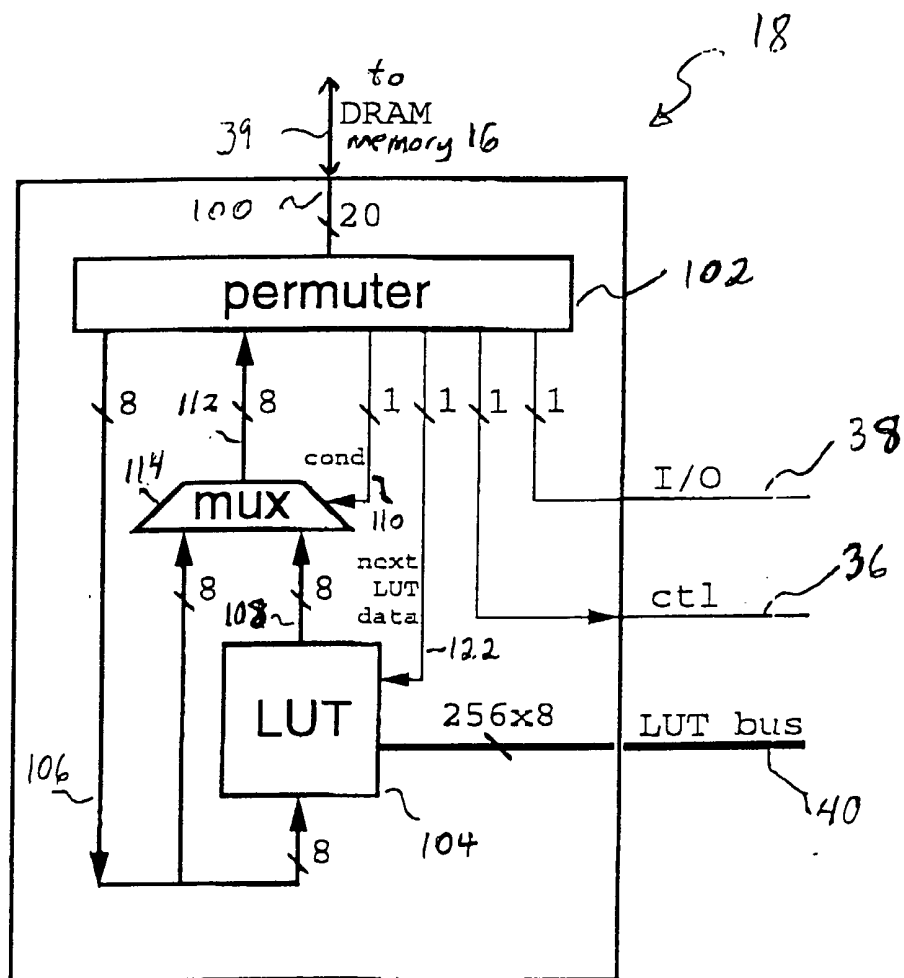 18
to
DRAM
memory 16
39
100
20
permuter
102
8
112
8
1
1
1
1
cond
110
114
mux
I/O
38
8
8
next
LUT
data
108
122
ctl
36
LUT
256x8
LUT bus
40
106
8
104